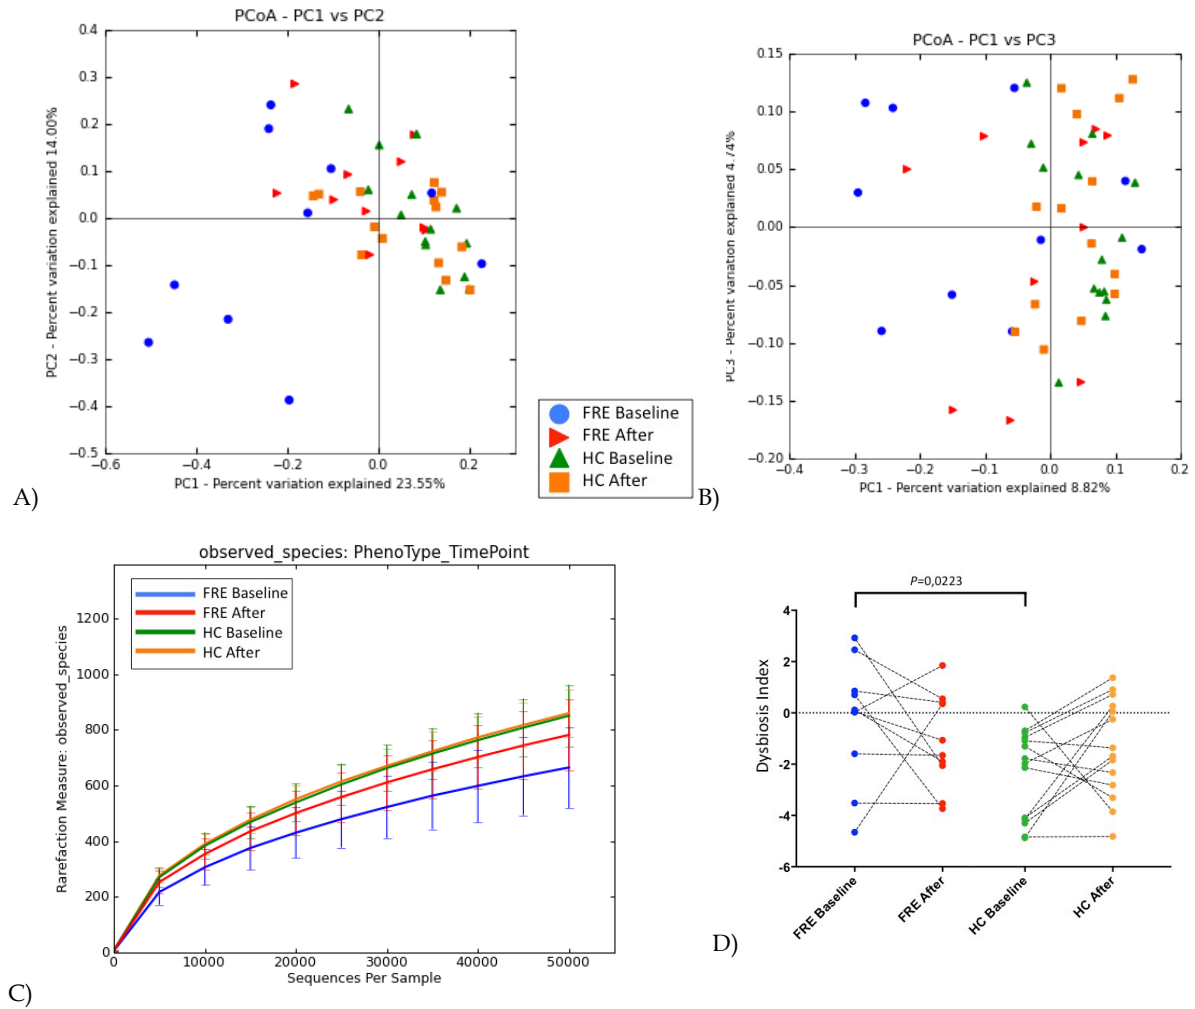 PCoA - PC1 vs PC2
0.4
0.3
0.2
0.1
0.0
−0.1
−0.2
−0.3
−0.4
−0.5
PC2 - Percent variation explained 14.00%
−0.6
−0.4
−0.2
0.0
0.2
PC1 - Percent variation explained 23.55%
A)
FRE Baseline
FRE After
HC Baseline
HC After
PCoA - PC1 vs PC3
0.15
0.10
0.05
0.00
−0.05
−0.10
−0.15
−0.20
PC3 - Percent variation explained 4.74%
−0.4
−0.3
−0.2
−0.1
0.0
0.1
0.2
PC1 - Percent variation explained 8.82%
B)
observed_species: PhenoType_TimePoint
FRE Baseline
FRE After
HC Baseline
HC After
1200
1000
800
600
400
200
0
Rarefaction Measure: observed_species
0
10000
20000
30000
40000
50000
Sequences Per Sample
C)
P=0,0223
4
2
0
-2
-4
-6
Dysbiosis Index
FRE Baseline
FRE After
HC Baseline
HC After
D)